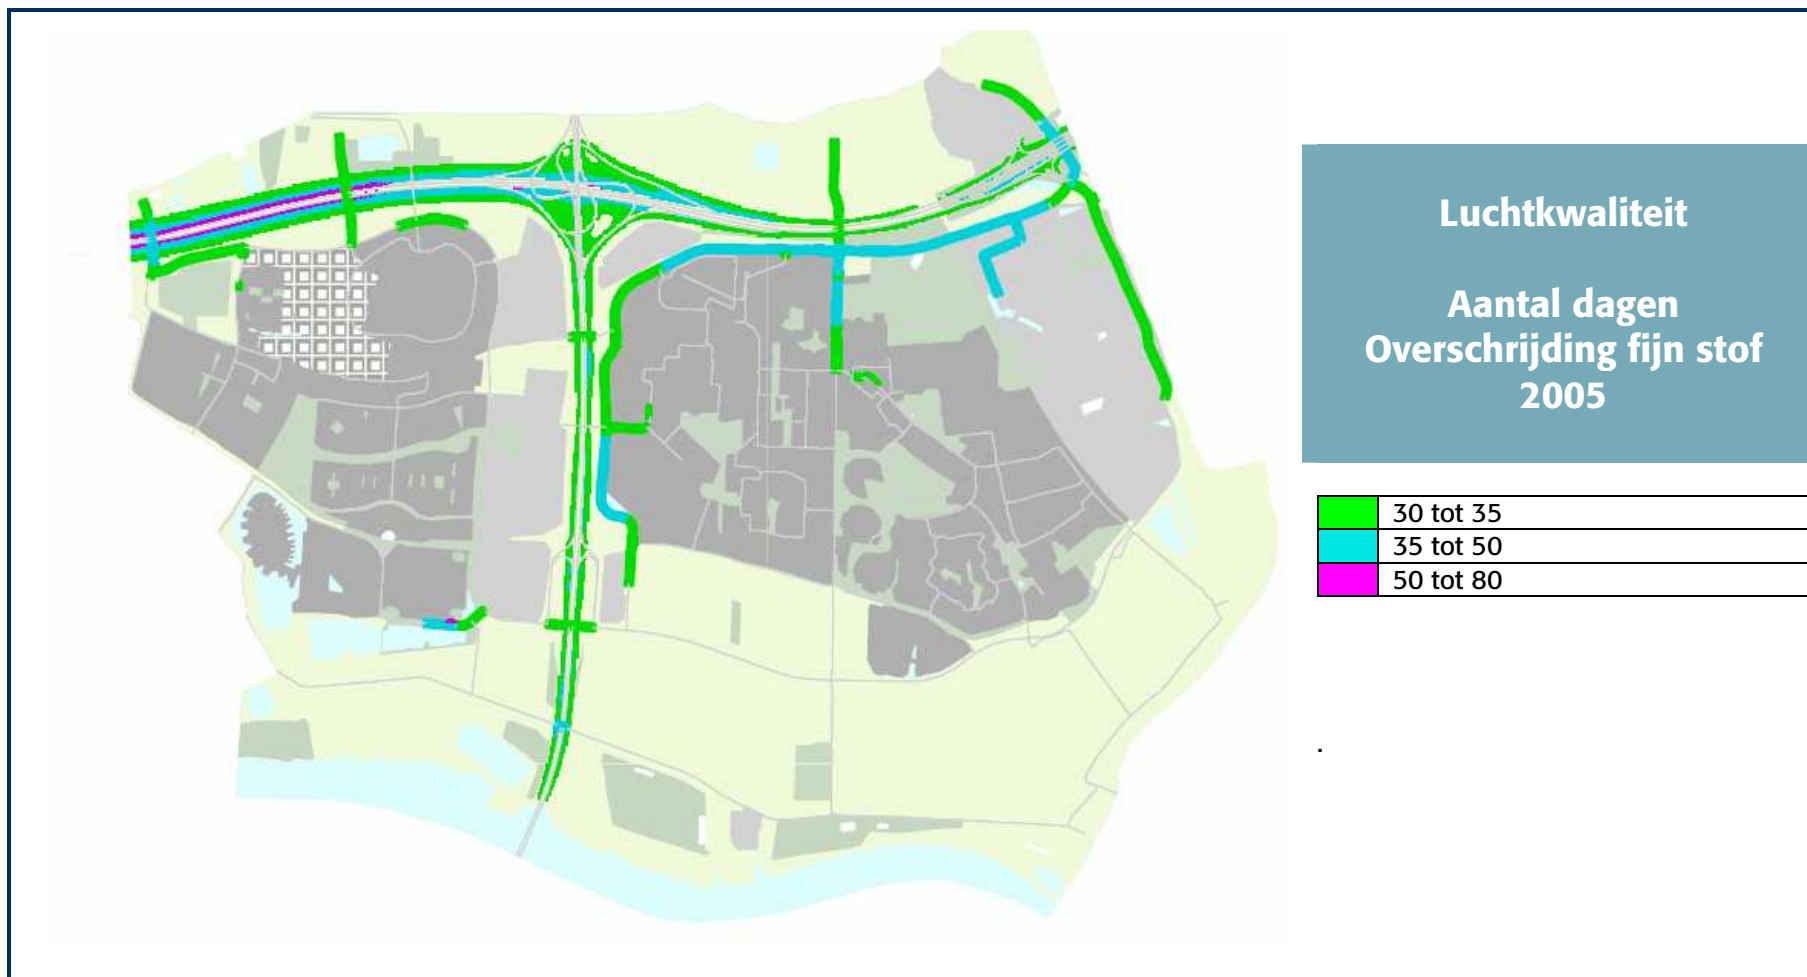 Luchtkwaliteit
Aantal dagen
Overschrijding fijn stof
2005
30 tot 35
35 tot 50
50 tot 80
.